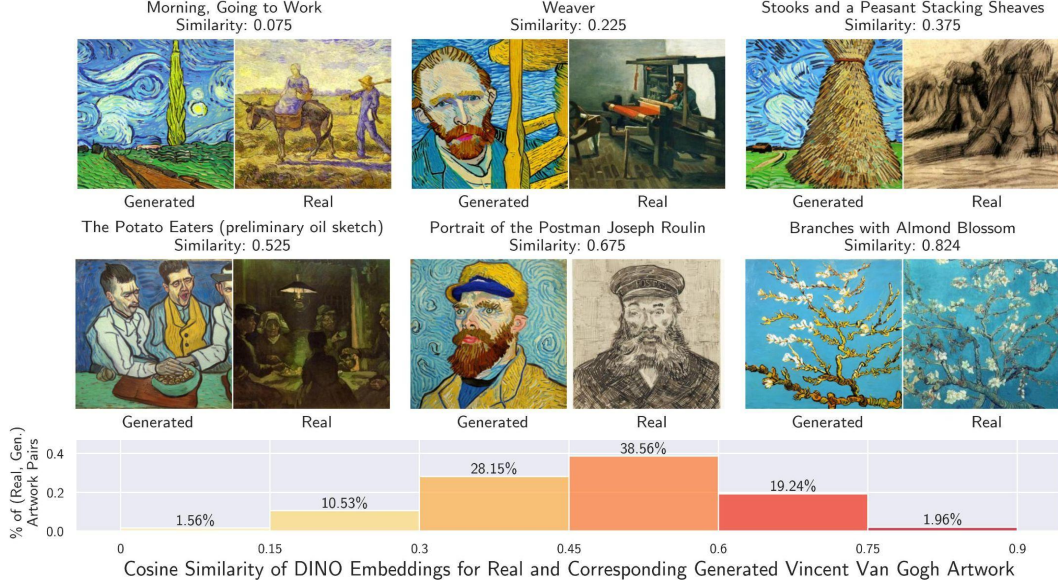 Morning, Going to Work
Similarity: 0.075
Weaver
Similarity: 0.225
Stooks and a Peasant Stacking Sheaves
Similarity: 0.375
Generated
Real
Generated
Real
Generated
Real
The Potato Eaters (preliminary oil sketch)
Similarity: 0.525
Portrait of the Postman Joseph Roulin
Similarity: 0.675
Branches with Almond Blossom
Similarity: 0.824
Generated
Real
Generated
Real
Generated
Real
% of (Real, Gen.)
Artwork Pairs
0.4
0.2
0.0
1.56%
10.53%
28.15%
38.56%
19.24%
1.96%
0
0.15
0.3
0.45
0.6
0.75
0.9
Cosine Similarity of DINO Embeddings for Real and Corresponding Generated Vincent Van Gogh Artwork